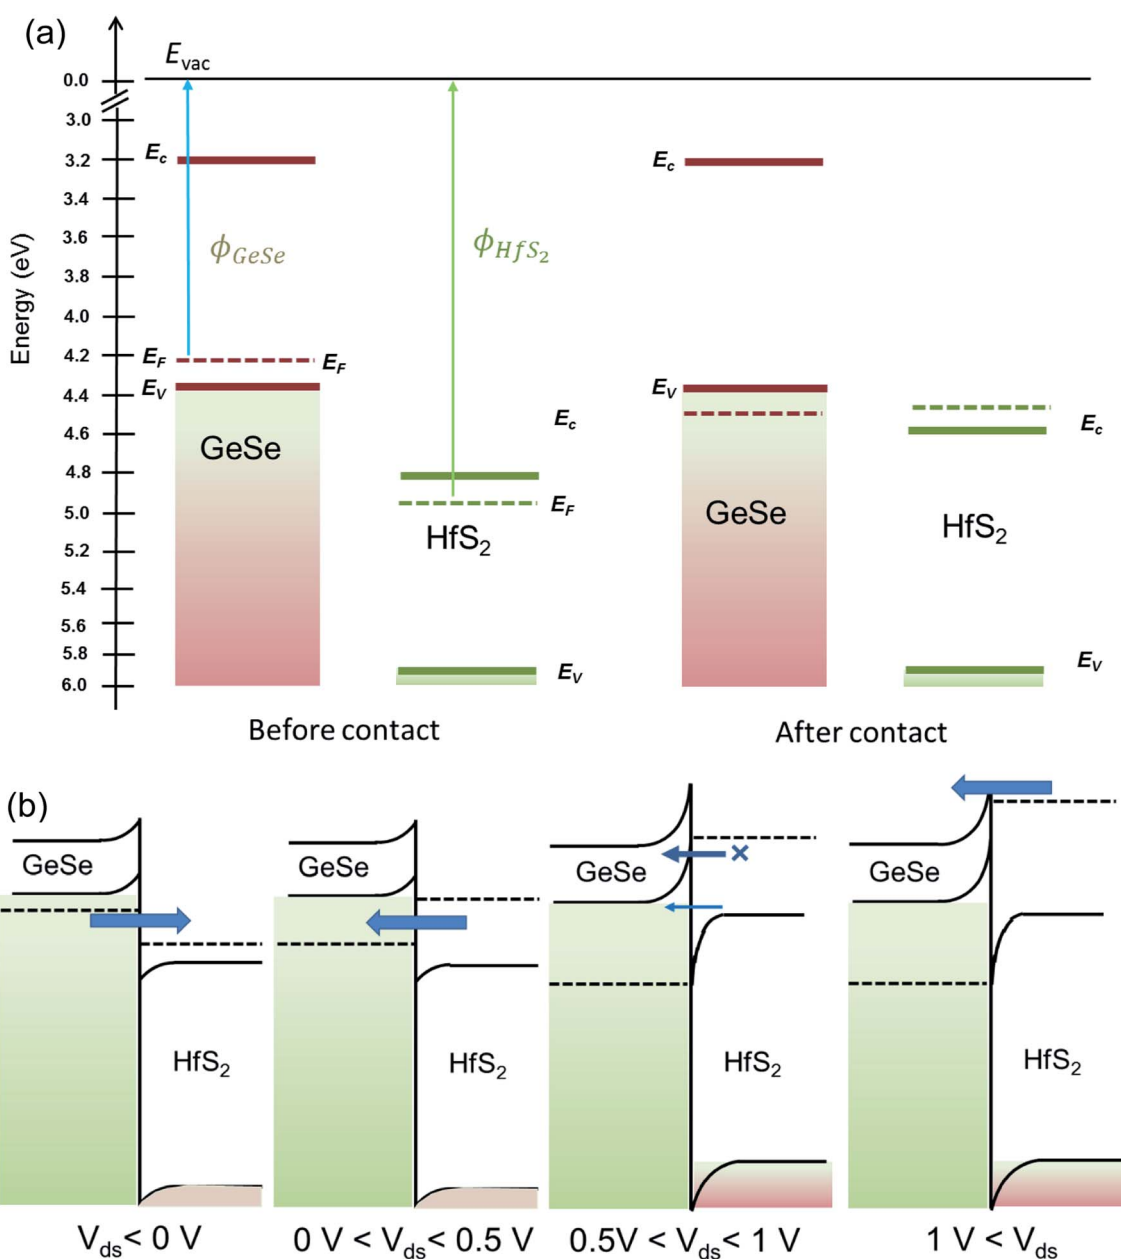 (a)
E_vac
0.0
3.0
E_c
3.2
E_c
3.4
3.6
ϕ_GeSe
ϕ_HfS₂
3.8
Energy (eV)
4.0
4.2
E_F
E_F
E_V
E_V
4.4
GeSe
E_c
E_c
4.6
4.8
5.0
E_F
GeSe
HfS₂
HfS₂
5.2
5.4
5.6
5.8
E_V
E_V
6.0
Before contact
After contact
(b)
GeSe
GeSe
GeSe
GeSe
×
HfS₂
HfS₂
HfS₂
HfS₂
V_ds< 0 V
0 V < V_ds< 0.5 V
0.5V < V_ds< 1 V
1 V < V_ds